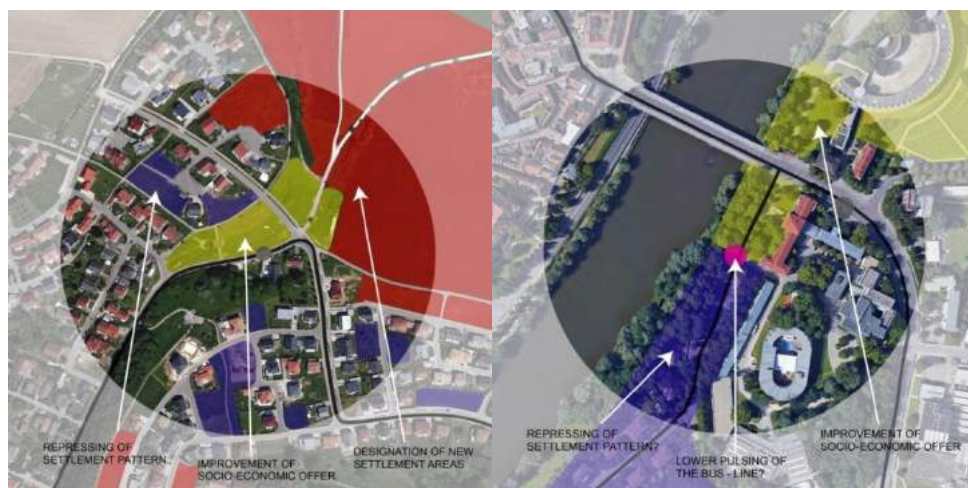 REPRESSING OF
SETTLEMENT PATTERN
IMPROVEMENT OF
SOCIO-ECONOMIC OFFER
DESIGNATION OF NEW
SETTLEMENT AREAS
REPRESSING OF
SETTLEMENT PATTERN?
LOWER PULSING OF
THE BUS - LINE?
IMPROVEMENT OF
SOCIO-ECONOMIC OFFER